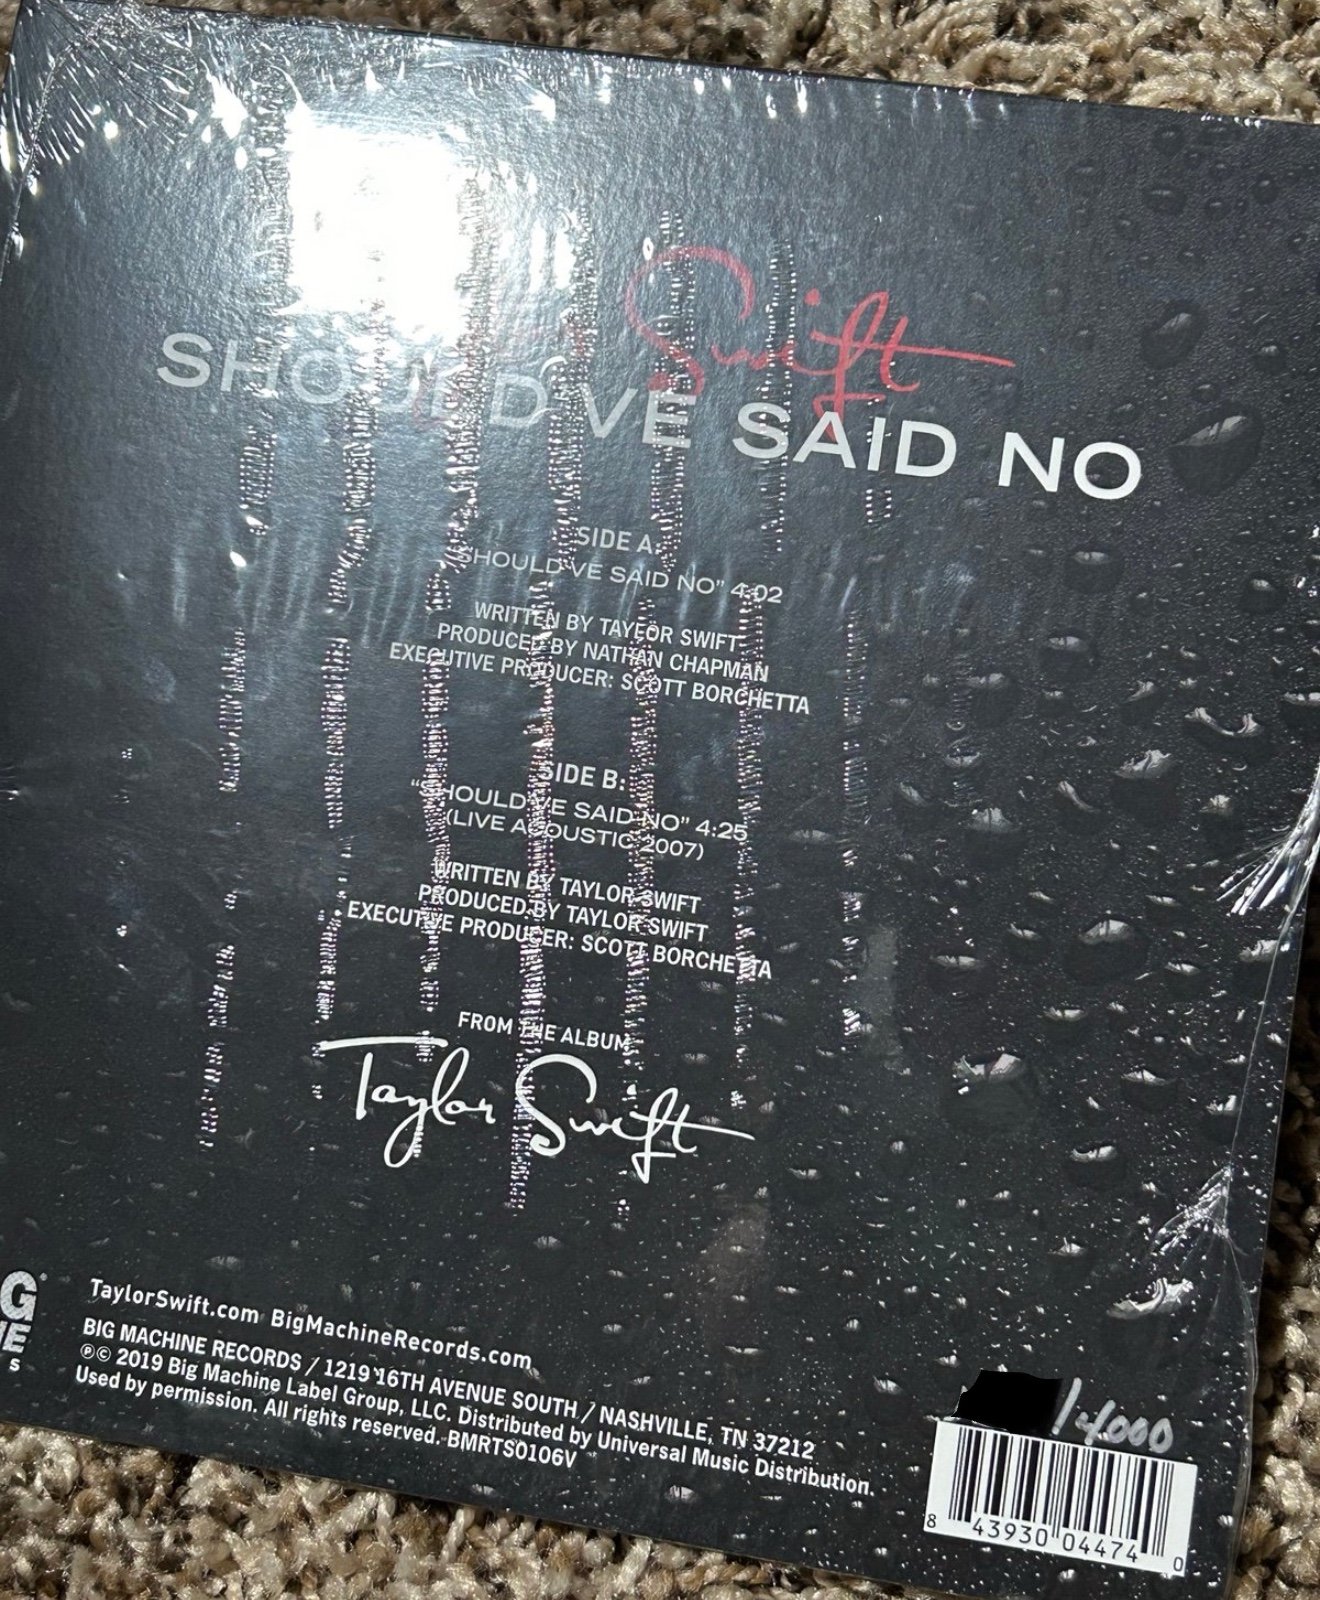 Swift
SHOULD'VE SAID NO
SIDE A:
"SHOULD'VE SAID NO" 4:02
WRITTEN BY TAYLOR SWIFT
PRODUCED BY NATHAN CHAPMAN
EXECUTIVE PRODUCER: SCOTT BORCHETTA
SIDE B:
"SHOULD'VE SAID NO" 4:25
(LIVE ACOUSTIC 2007)
WRITTEN BY TAYLOR SWIFT
PRODUCED BY TAYLOR SWIFT
EXECUTIVE PRODUCER: SCOTT BORCHETTA
FROM THE ALBUM
Taylor Swift
TaylorSwift.com BigMachineRecords.com
BIG MACHINE RECORDS / 1219 16TH AVENUE SOUTH / NASHVILLE, TN 37212
℗© 2019 Big Machine Label Group, LLC. Distributed by Universal Music Distribution.
Used by permission. All rights reserved. BMRTS0106V
/4000
8 43930 04474 0